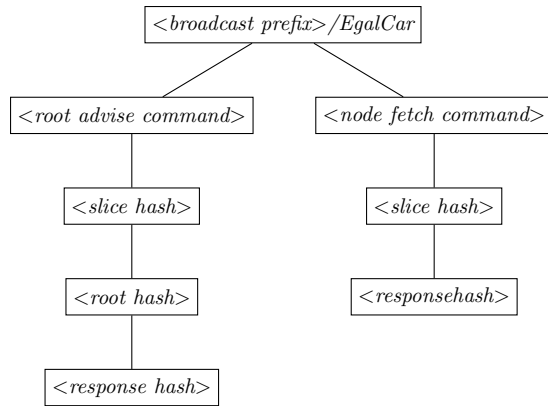 <broadcast prefix>/EgalCar
<root advise command>
<node fetch command>
<slice hash>
<slice hash>
<root hash>
<responsehash>
<response hash>